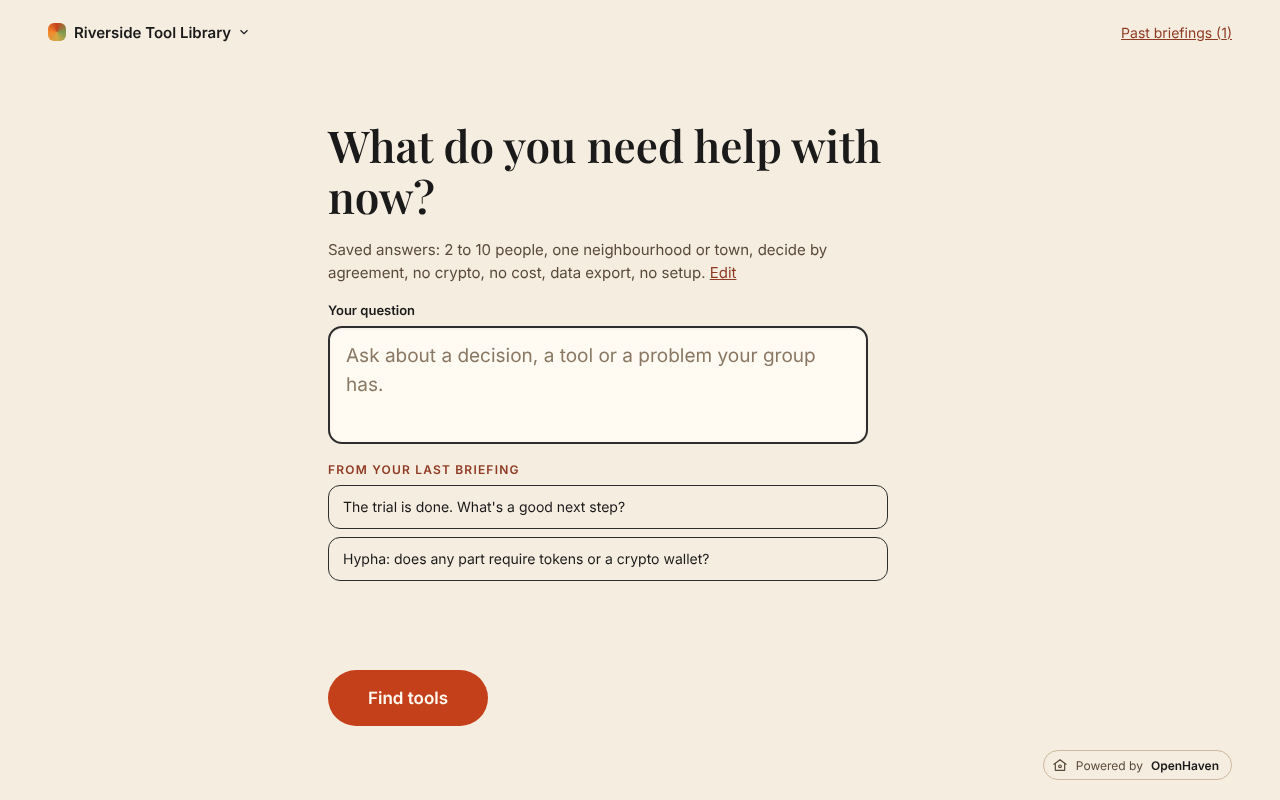 Riverside Tool Library
Past briefings (1)
What do you need help with
now?
Saved answers: 2 to 10 people, one neighbourhood or town, decide by
agreement, no crypto, no cost, data export, no setup. Edit
Your question
Ask about a decision, a tool or a problem your group
has.
FROM YOUR LAST BRIEFING
The trial is done. What's a good next step?
Hypha: does any part require tokens or a crypto wallet?
Find tools
Powered by OpenHaven